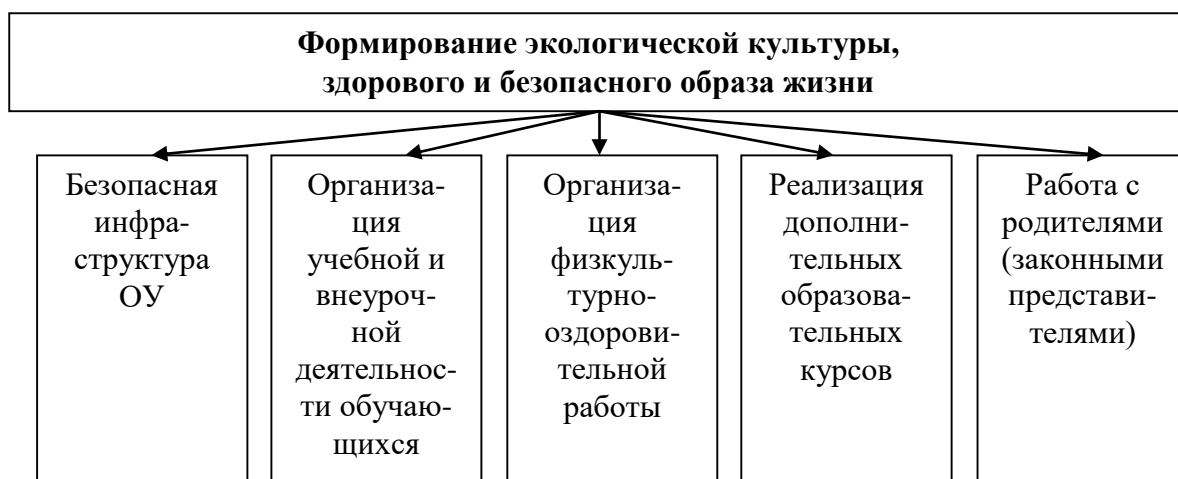 Формирование экологической культуры,
здорового и безопасного образа жизни
Безопасная
инфра-
структура
ОУ
Организа-
ция
учебной и
внеуроч-
ной
деятельнос-
ти обучаю-
щихся
Организа-
ция
физкуль-
турно-
оздорови-
тельной
работы
Реализация
дополни-
тельных
образова-
тельных
курсов
Работа с
родителями
(законными
представи-
телями)